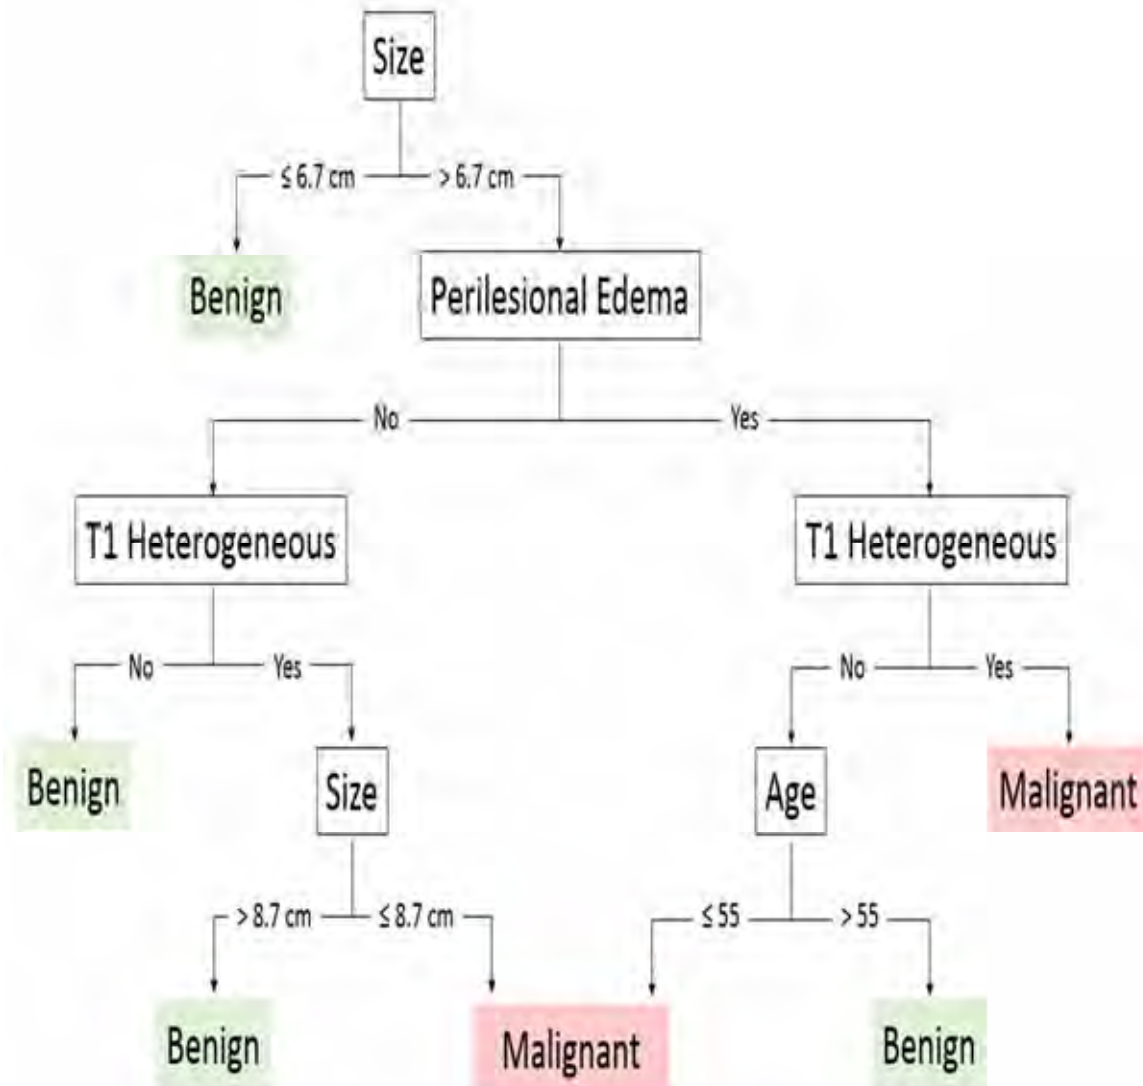 Size
≤ 6.7 cm > 6.7 cm
Benign
Perilesional Edema
No Yes
T1 Heterogeneous T1 Heterogeneous
No Yes No Yes
Benign Size Age Malignant
> 8.7 cm ≤ 8.7 cm ≤ 55 > 55
Benign Malignant Benign